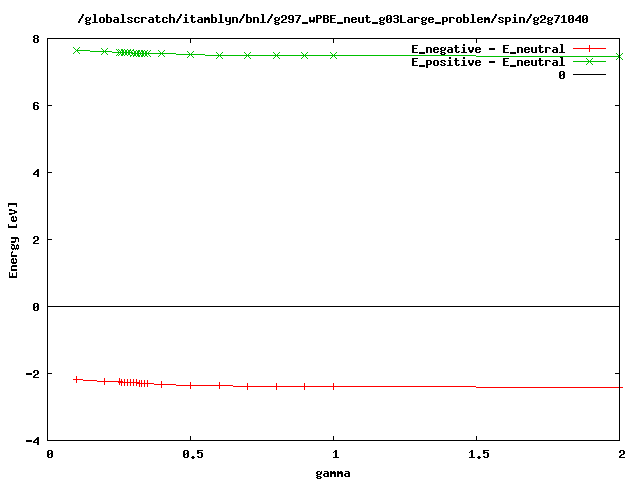 /globalscratch/itamblyn/bnl/g297_wPBE_neut_g03Large_problem/spin/g2g71040
E_negative - E_neutral
E_positive - E_neutral
0
8
6
4
2
0
-2
-4
Energy [eV]
0 0.5 1 1.5 2
gamma